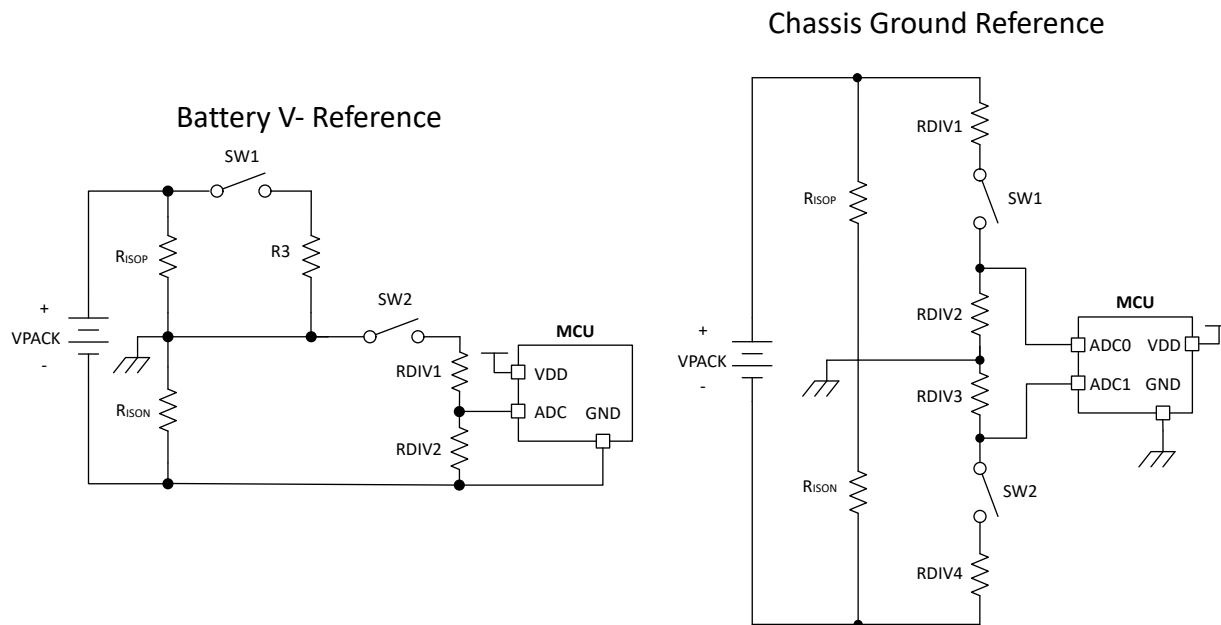 Chassis Ground Reference
Battery V- Reference
SW1
RISOP
R3
SW2
+
VPACK
-
RISON
RDIV1
RDIV2
MCU
VDD
ADC
GND
RDIV1
SW1
RISOP
RDIV2
+
VPACK
-
RDIV3
RISON
SW2
RDIV4
MCU
ADC0
VDD
ADC1
GND